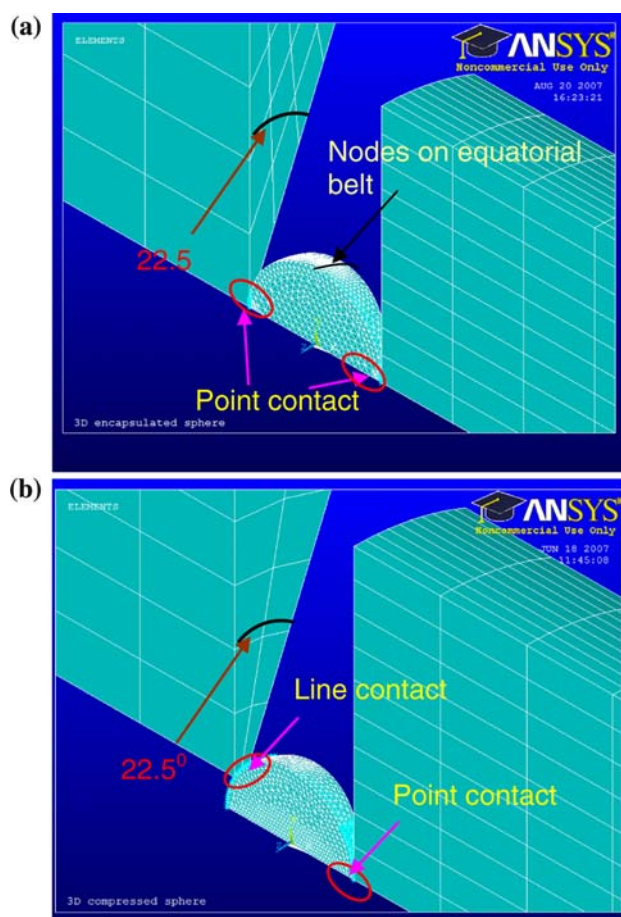 (a)
ELEMENTS
ANSYS®
Noncommercial Use Only
AUG 20 2007
16:23:21
Nodes on equatorial
belt
22.5
Point contact
3D encapsulated sphere
(b)
ELEMENTS
ANSYS®
Noncommercial Use Only
JUN 18 2007
11:45:08
Line contact
22.5⁰
Point contact
3D compressed sphere